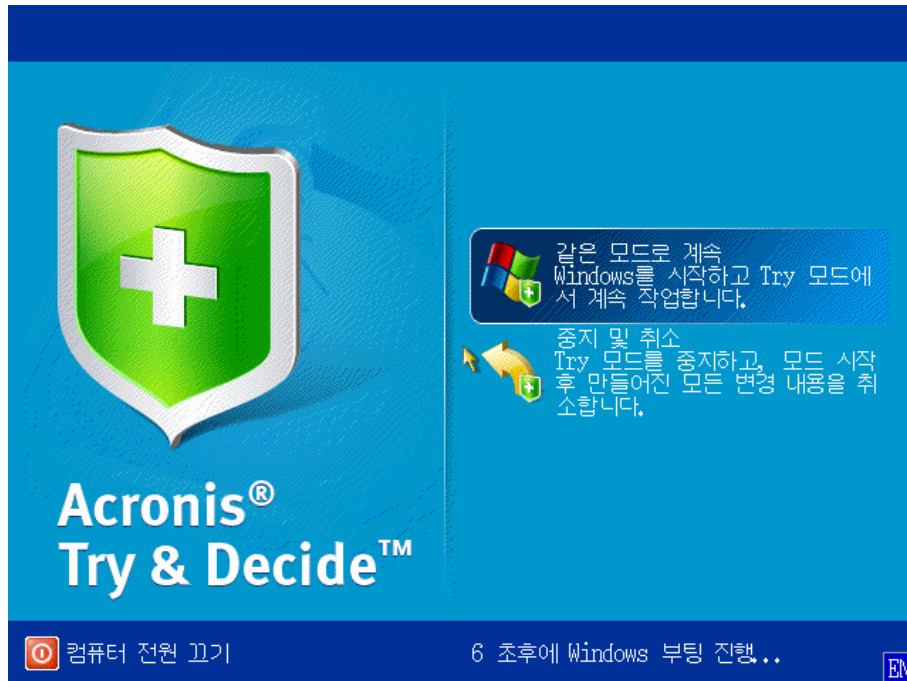 같은 모드로 계속
Windows를 시작하고 Try 모드에
서 계속 작업합니다.
중지 및 취소
Try 모드를 중지하고, 모드 시작
후 만들어진 모든 변경 내용을 취
소합니다.
Acronis®
Try & Decide™
컴퓨터 전원 끄기
6 초후에 Windows 부팅 진행...
EN